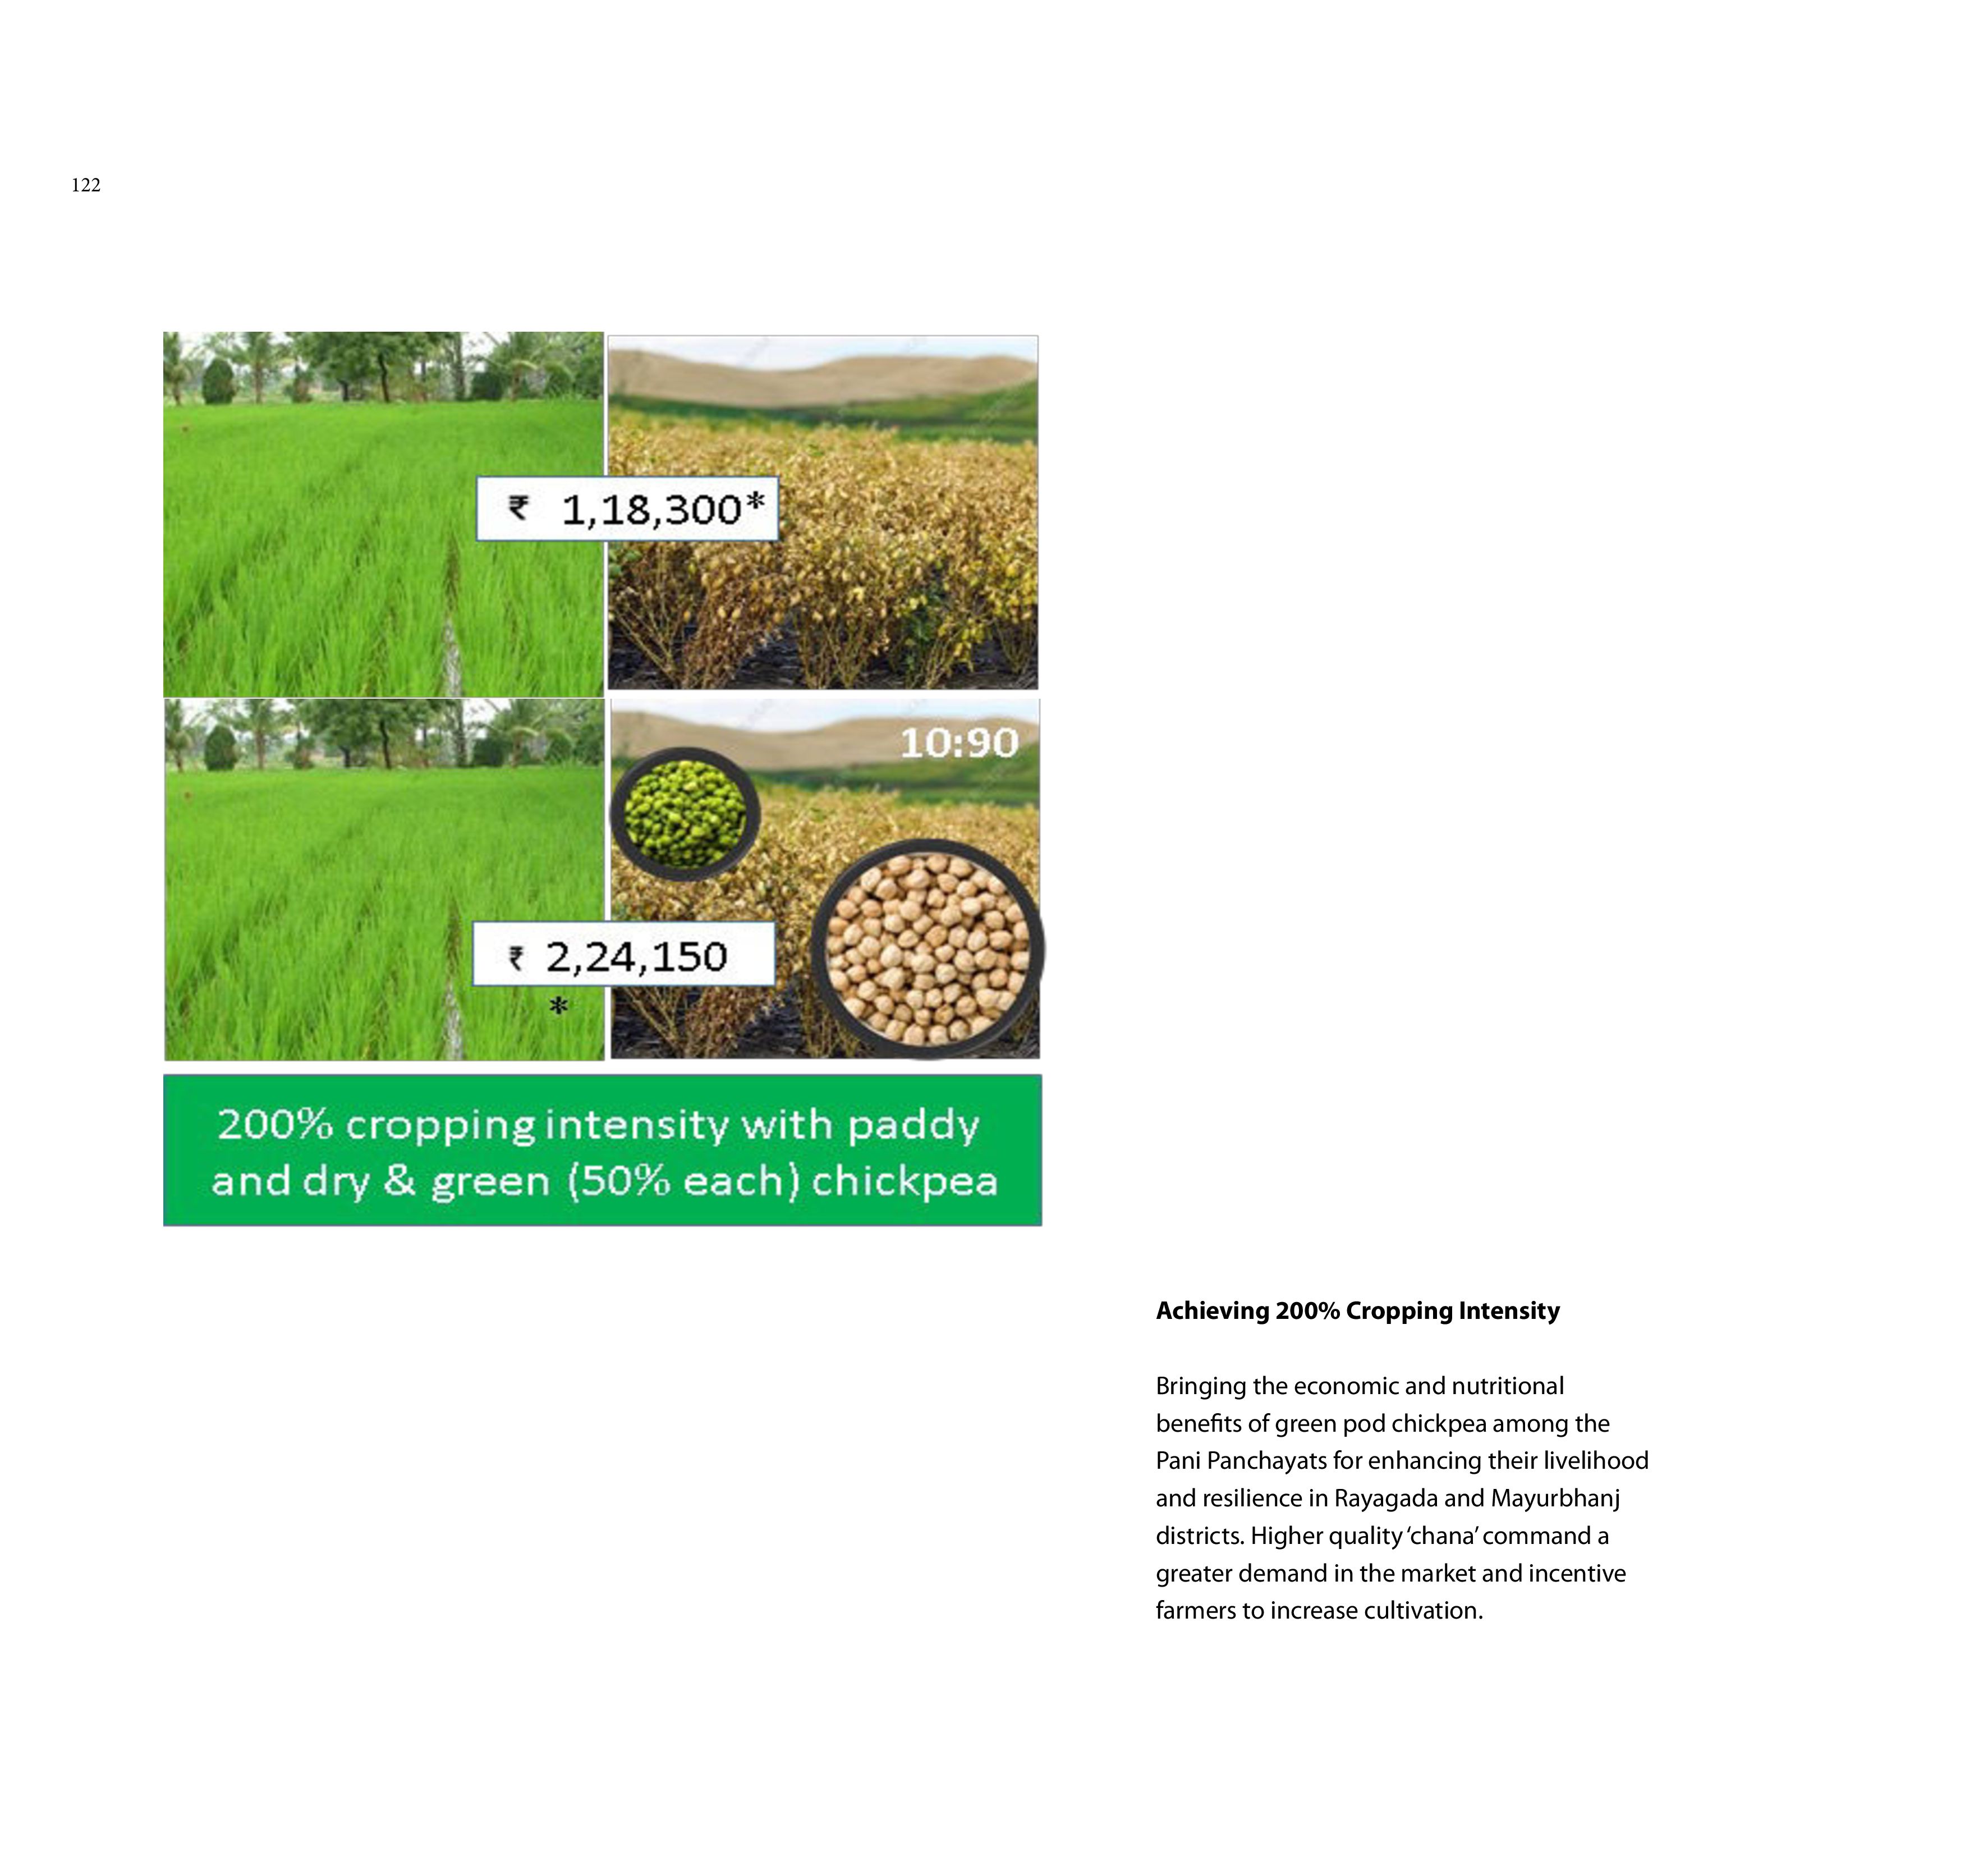 122
₹ 1,18,300*
10:90
₹ 2,24,150
*
200% cropping intensity with paddy
and dry & green (50% each) chickpea
Achieving 200% Cropping Intensity
Bringing the economic and nutritional
benefits of green pod chickpea among the
Pani Panchayats for enhancing their livelihood
and resilience in Rayagada and Mayurbhanj
districts. Higher quality ‘chana’ command a
greater demand in the market and incentive
farmers to increase cultivation.